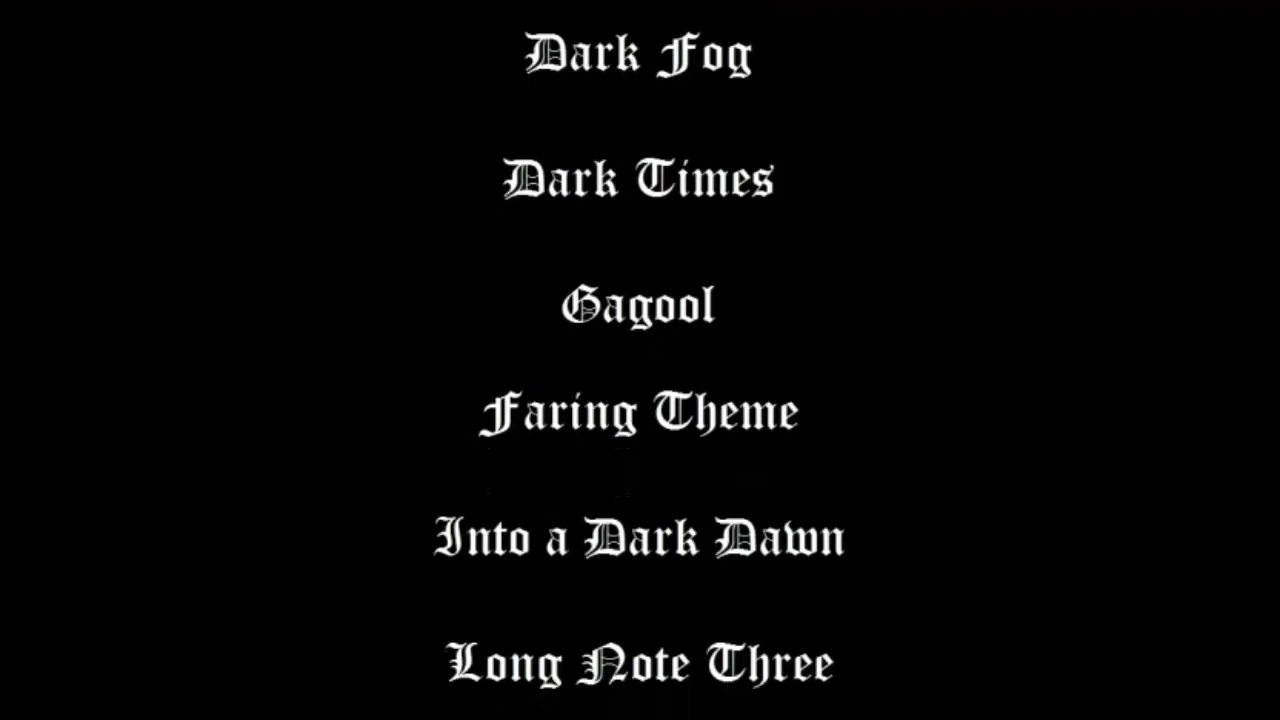 Dark Fog
Dark Times
Gagool
Faring Theme
Into a Dark Dawn
Long Note Three